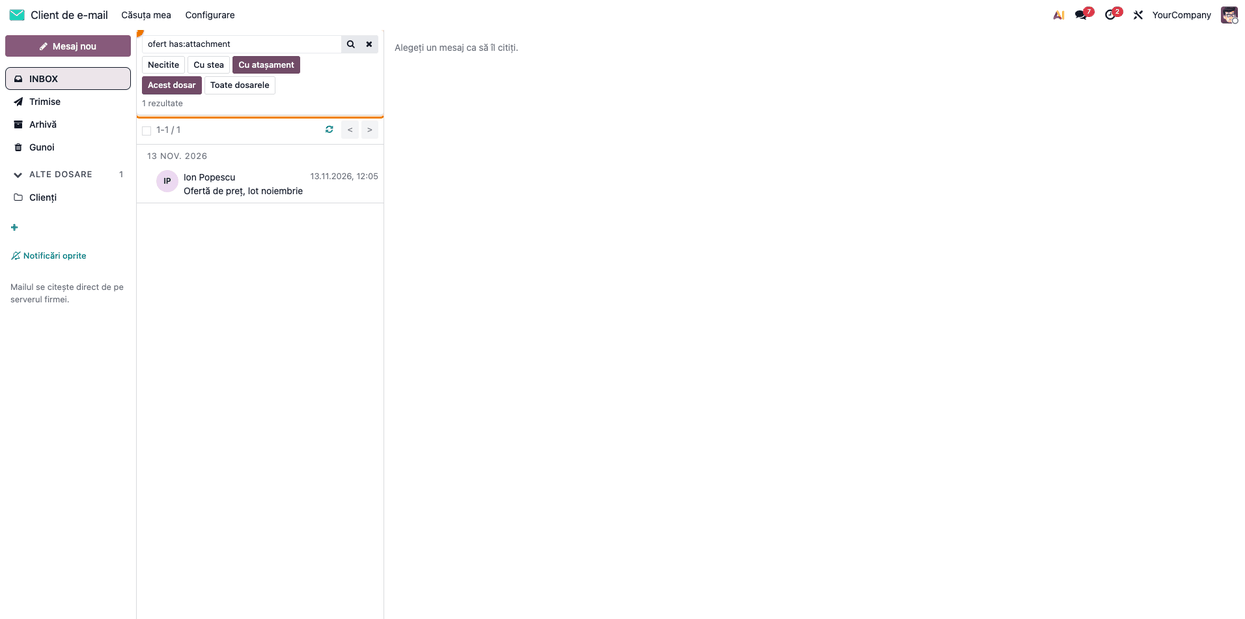 Client de e-mail Căsuța mea Configurare
AI 7 2 YourCompany
Mesaj nou
INBOX
Trimise
Arhivă
Gunoi
ALTE DOSARE 1
Clienți
+
Notificări oprite
Mailul se citește direct de pe
serverul firmei.
ofert has:attachment
Necitite Cu stea Cu atașament
Acest dosar Toate dosarele
1 rezultate
1-1 / 1 < >
13 NOV. 2026
IP Ion Popescu 13.11.2026, 12:05
Ofertă de preț, lot noiembrie
Alegeți un mesaj ca să îl citiți.